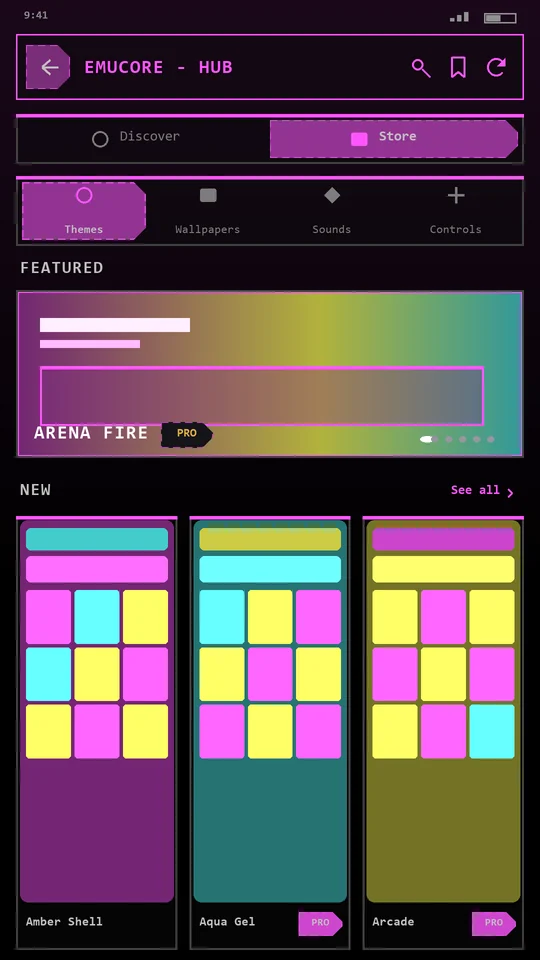 9:41
EMUCORE - HUB
Discover
Store
Themes
Wallpapers
Sounds
Controls
FEATURED
ARENA FIRE
PRO
NEW
See all
Amber Shell
Aqua Gel
PRO
Arcade
PRO